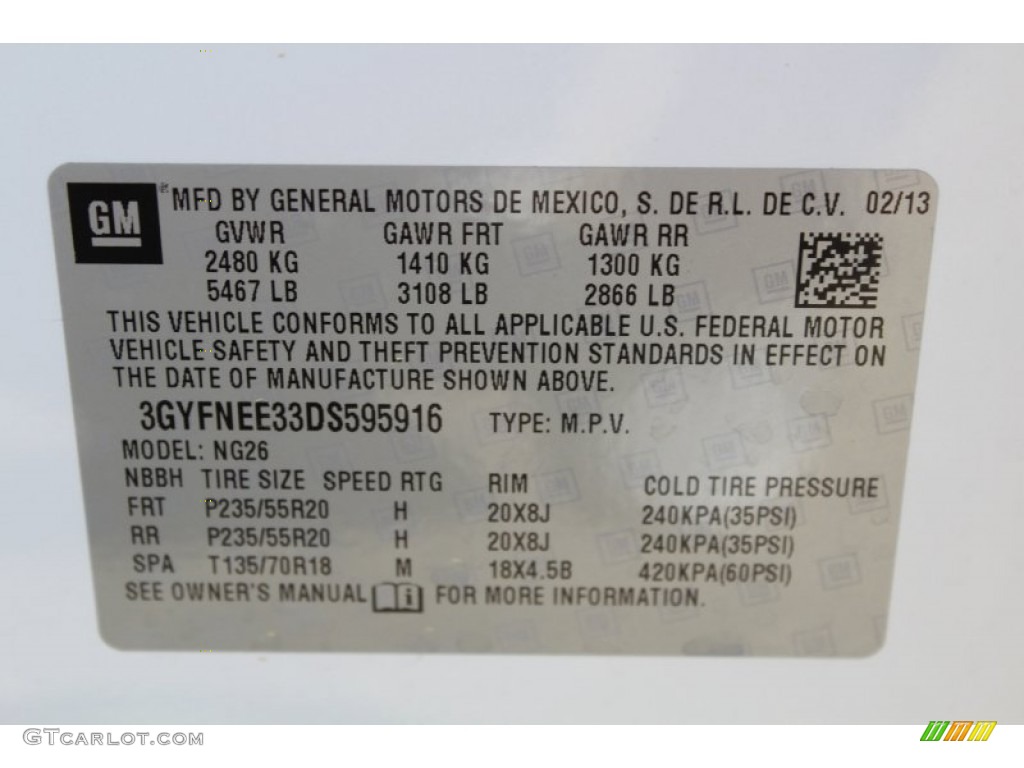 GM
MFD BY GENERAL MOTORS DE MEXICO, S. DE R.L. DE C.V. 02/13
GVWR GAWR FRT GAWR RR
2480 KG 1410 KG 1300 KG
5467 LB 3108 LB 2866 LB
THIS VEHICLE CONFORMS TO ALL APPLICABLE U.S. FEDERAL MOTOR
VEHICLE SAFETY AND THEFT PREVENTION STANDARDS IN EFFECT ON
THE DATE OF MANUFACTURE SHOWN ABOVE.
3GYFNEE33DS595916 TYPE: M.P.V.
MODEL: NG26
NBBH TIRE SIZE SPEED RTG RIM COLD TIRE PRESSURE
FRT P235/55R20 H 20X8J 240KPA(35PSI)
RR P235/55R20 H 20X8J 240KPA(35PSI)
SPA T135/70R18 M 18X4.5B 420KPA(60PSI)
SEE OWNER'S MANUAL i FOR MORE INFORMATION.
GTCARLOT.COM